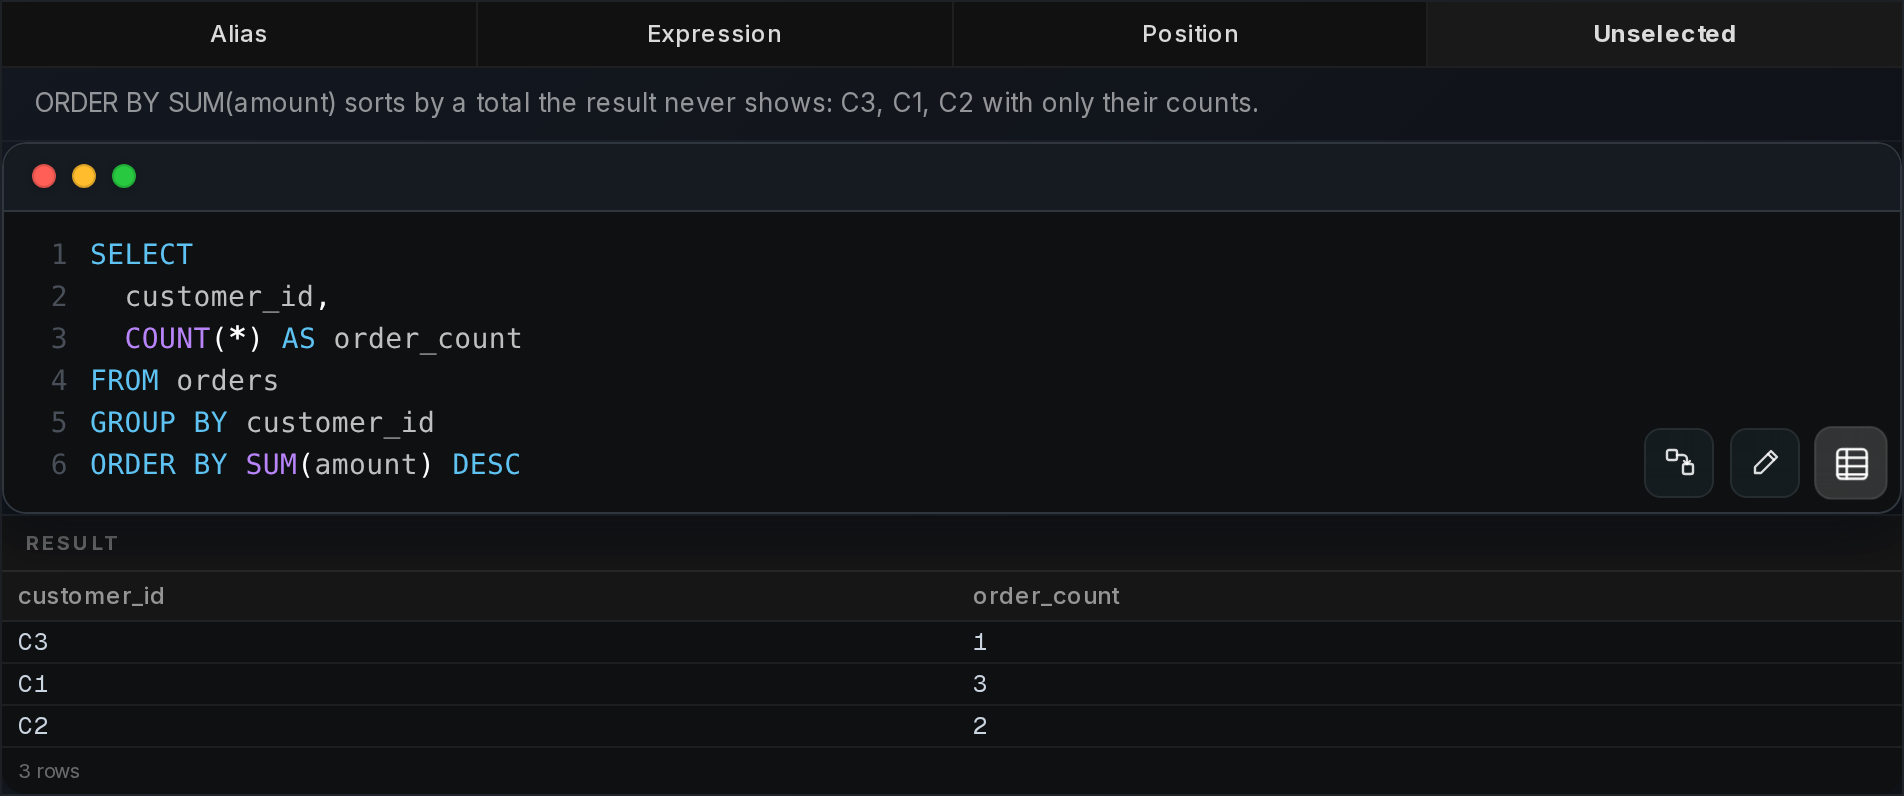 Alias Expression Position Unselected
ORDER BY SUM(amount) sorts by a total the result never shows: C3, C1, C2 with only their counts.
1 SELECT
2   customer_id,
3   COUNT(*) AS order_count
4 FROM orders
5 GROUP BY customer_id
6 ORDER BY SUM(amount) DESC
RESULT
customer_id order_count
C3 1
C1 3
C2 2
3 rows